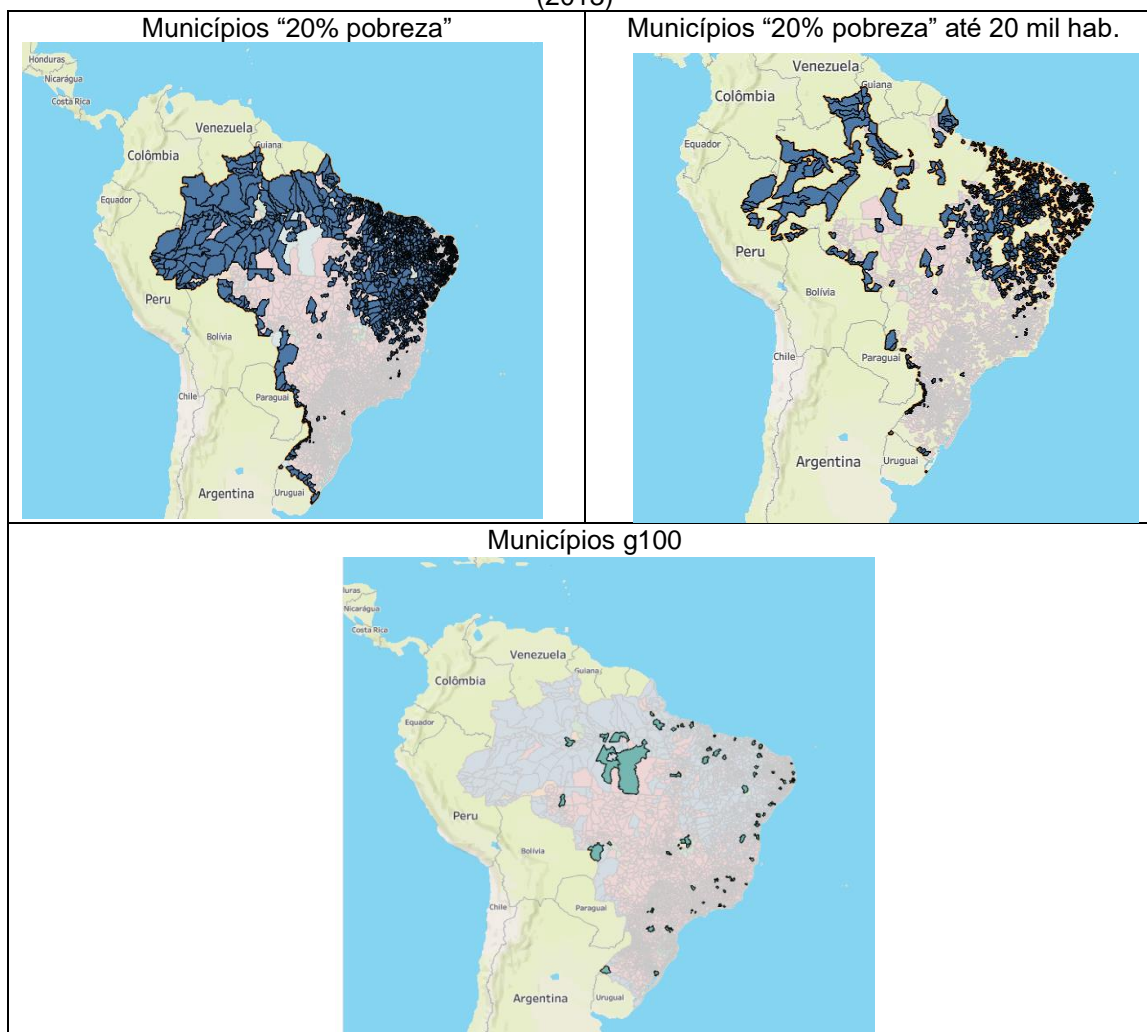 (2018)
Municípios “20% pobreza”
Municípios “20% pobreza” até 20 mil hab.
Honduras
Nicarágua
Costa Rica
Venezuela
Guiana
Colômbia
Equador
Peru
Bolívia
Paraguai
Chile
Argentina
Uruguai
Venezuela
Guiana
Colômbia
Equador
Peru
Bolívia
Chile
Paraguai
Argentina
Uruguai
Municípios g100
duras
Nicarágua
Costa Rica
Venezuela
Guiana
Colômbia
Equador
Peru
Bolívia
Chile
Paraguai
Argentina
Uruguai